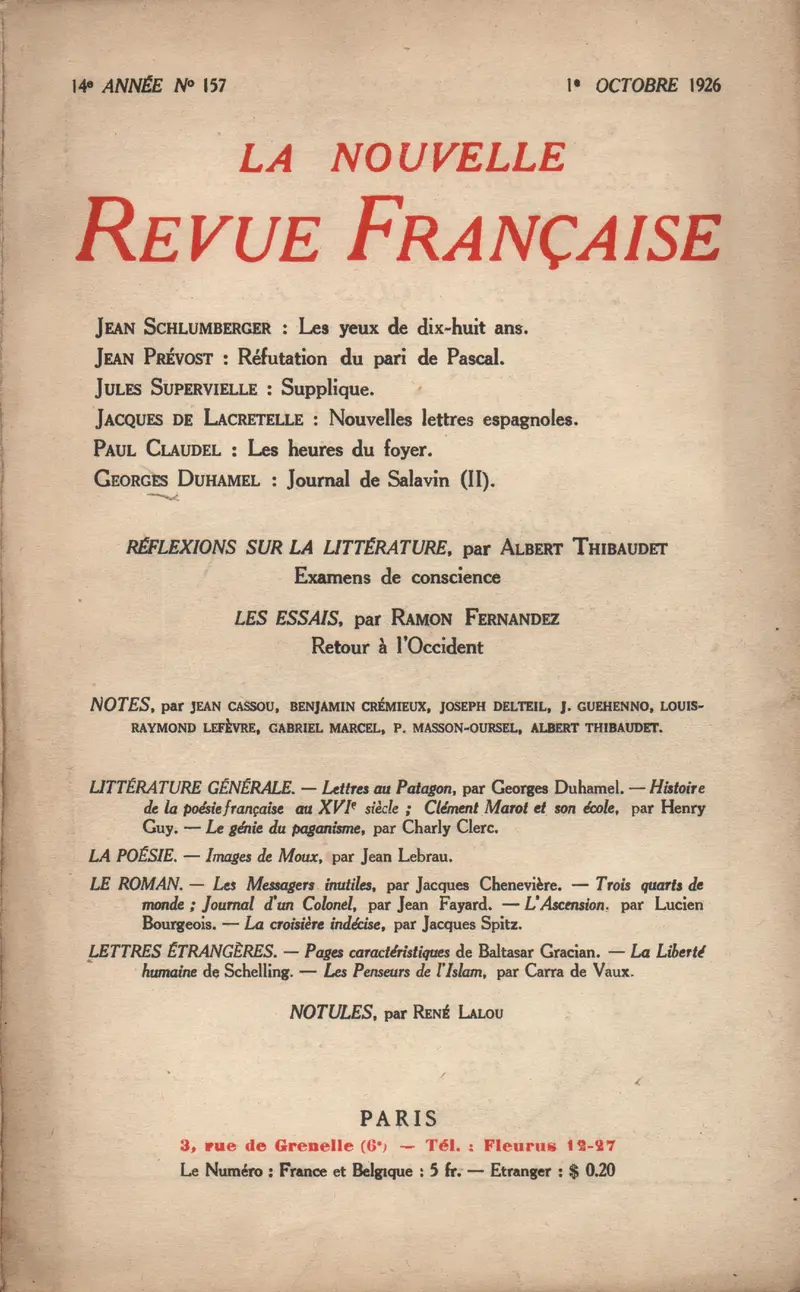 14e ANNÉE No 157
1e OCTOBRE 1926
LA NOUVELLE
REVUE FRANÇAISE
JEAN SCHLUMBERGER : Les yeux de dix-huit ans.
JEAN PRÉVOST : Réfutation du pari de Pascal.
JULES SUPERVIELLE : Supplique.
JACQUES DE LACRETELLE : Nouvelles lettres espagnoles.
PAUL CLAUDEL : Les heures du foyer.
GEORGES DUHAMEL : Journal de Salavin (II).
RÉFLEXIONS SUR LA LITTÉRATURE, par ALBERT THIBAUDET
Examens de conscience
LES ESSAIS, par RAMON FERNANDEZ
Retour à l'Occident
NOTES, par JEAN CASSOU, BENJAMIN CRÉMIEUX, JOSEPH DELTEIL, J. GUEHENNO, LOUIS-
RAYMOND LEFÈVRE, GABRIEL MARCEL, P. MASSON-OURSEL, ALBERT THIBAUDET.
LITTÉRATURE GÉNÉRALE. — Lettres au Patagon, par Georges Duhamel. — Histoire
de la poésie française au XVIe siècle ; Clément Marot et son école, par Henry
Guy. — Le génie du paganisme, par Charly Clerc.
LA POÉSIE. — Images de Moux, par Jean Lebrau.
LE ROMAN. — Les Messagers inutiles, par Jacques Chenevière. — Trois quarts de
monde ; Journal d'un Colonel, par Jean Fayard. — L'Ascension. par Lucien
Bourgeois. — La croisière indécise, par Jacques Spitz.
LETTRES ÉTRANGÈRES. — Pages caractéristiques de Baltasar Gracian. — La Liberté
humaine de Schelling. — Les Penseurs de l'Islam, par Carra de Vaux.
NOTULES, par RENÉ LALOU
PARIS
3, rue de Grenelle (6e) — Tél. : Fleurus 12-27
Le Numéro : France et Belgique : 5 fr. — Etranger : $ 0.20